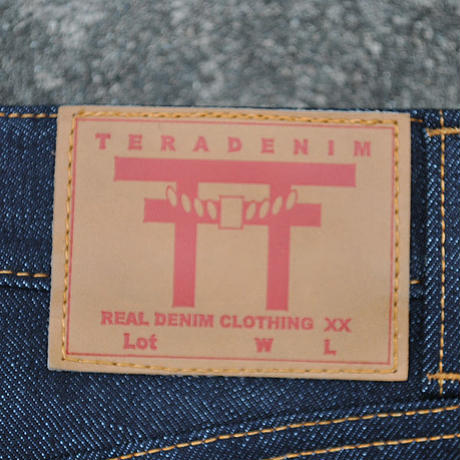 TERADENIM
REAL DENIM CLOTHING XX
Lot W L